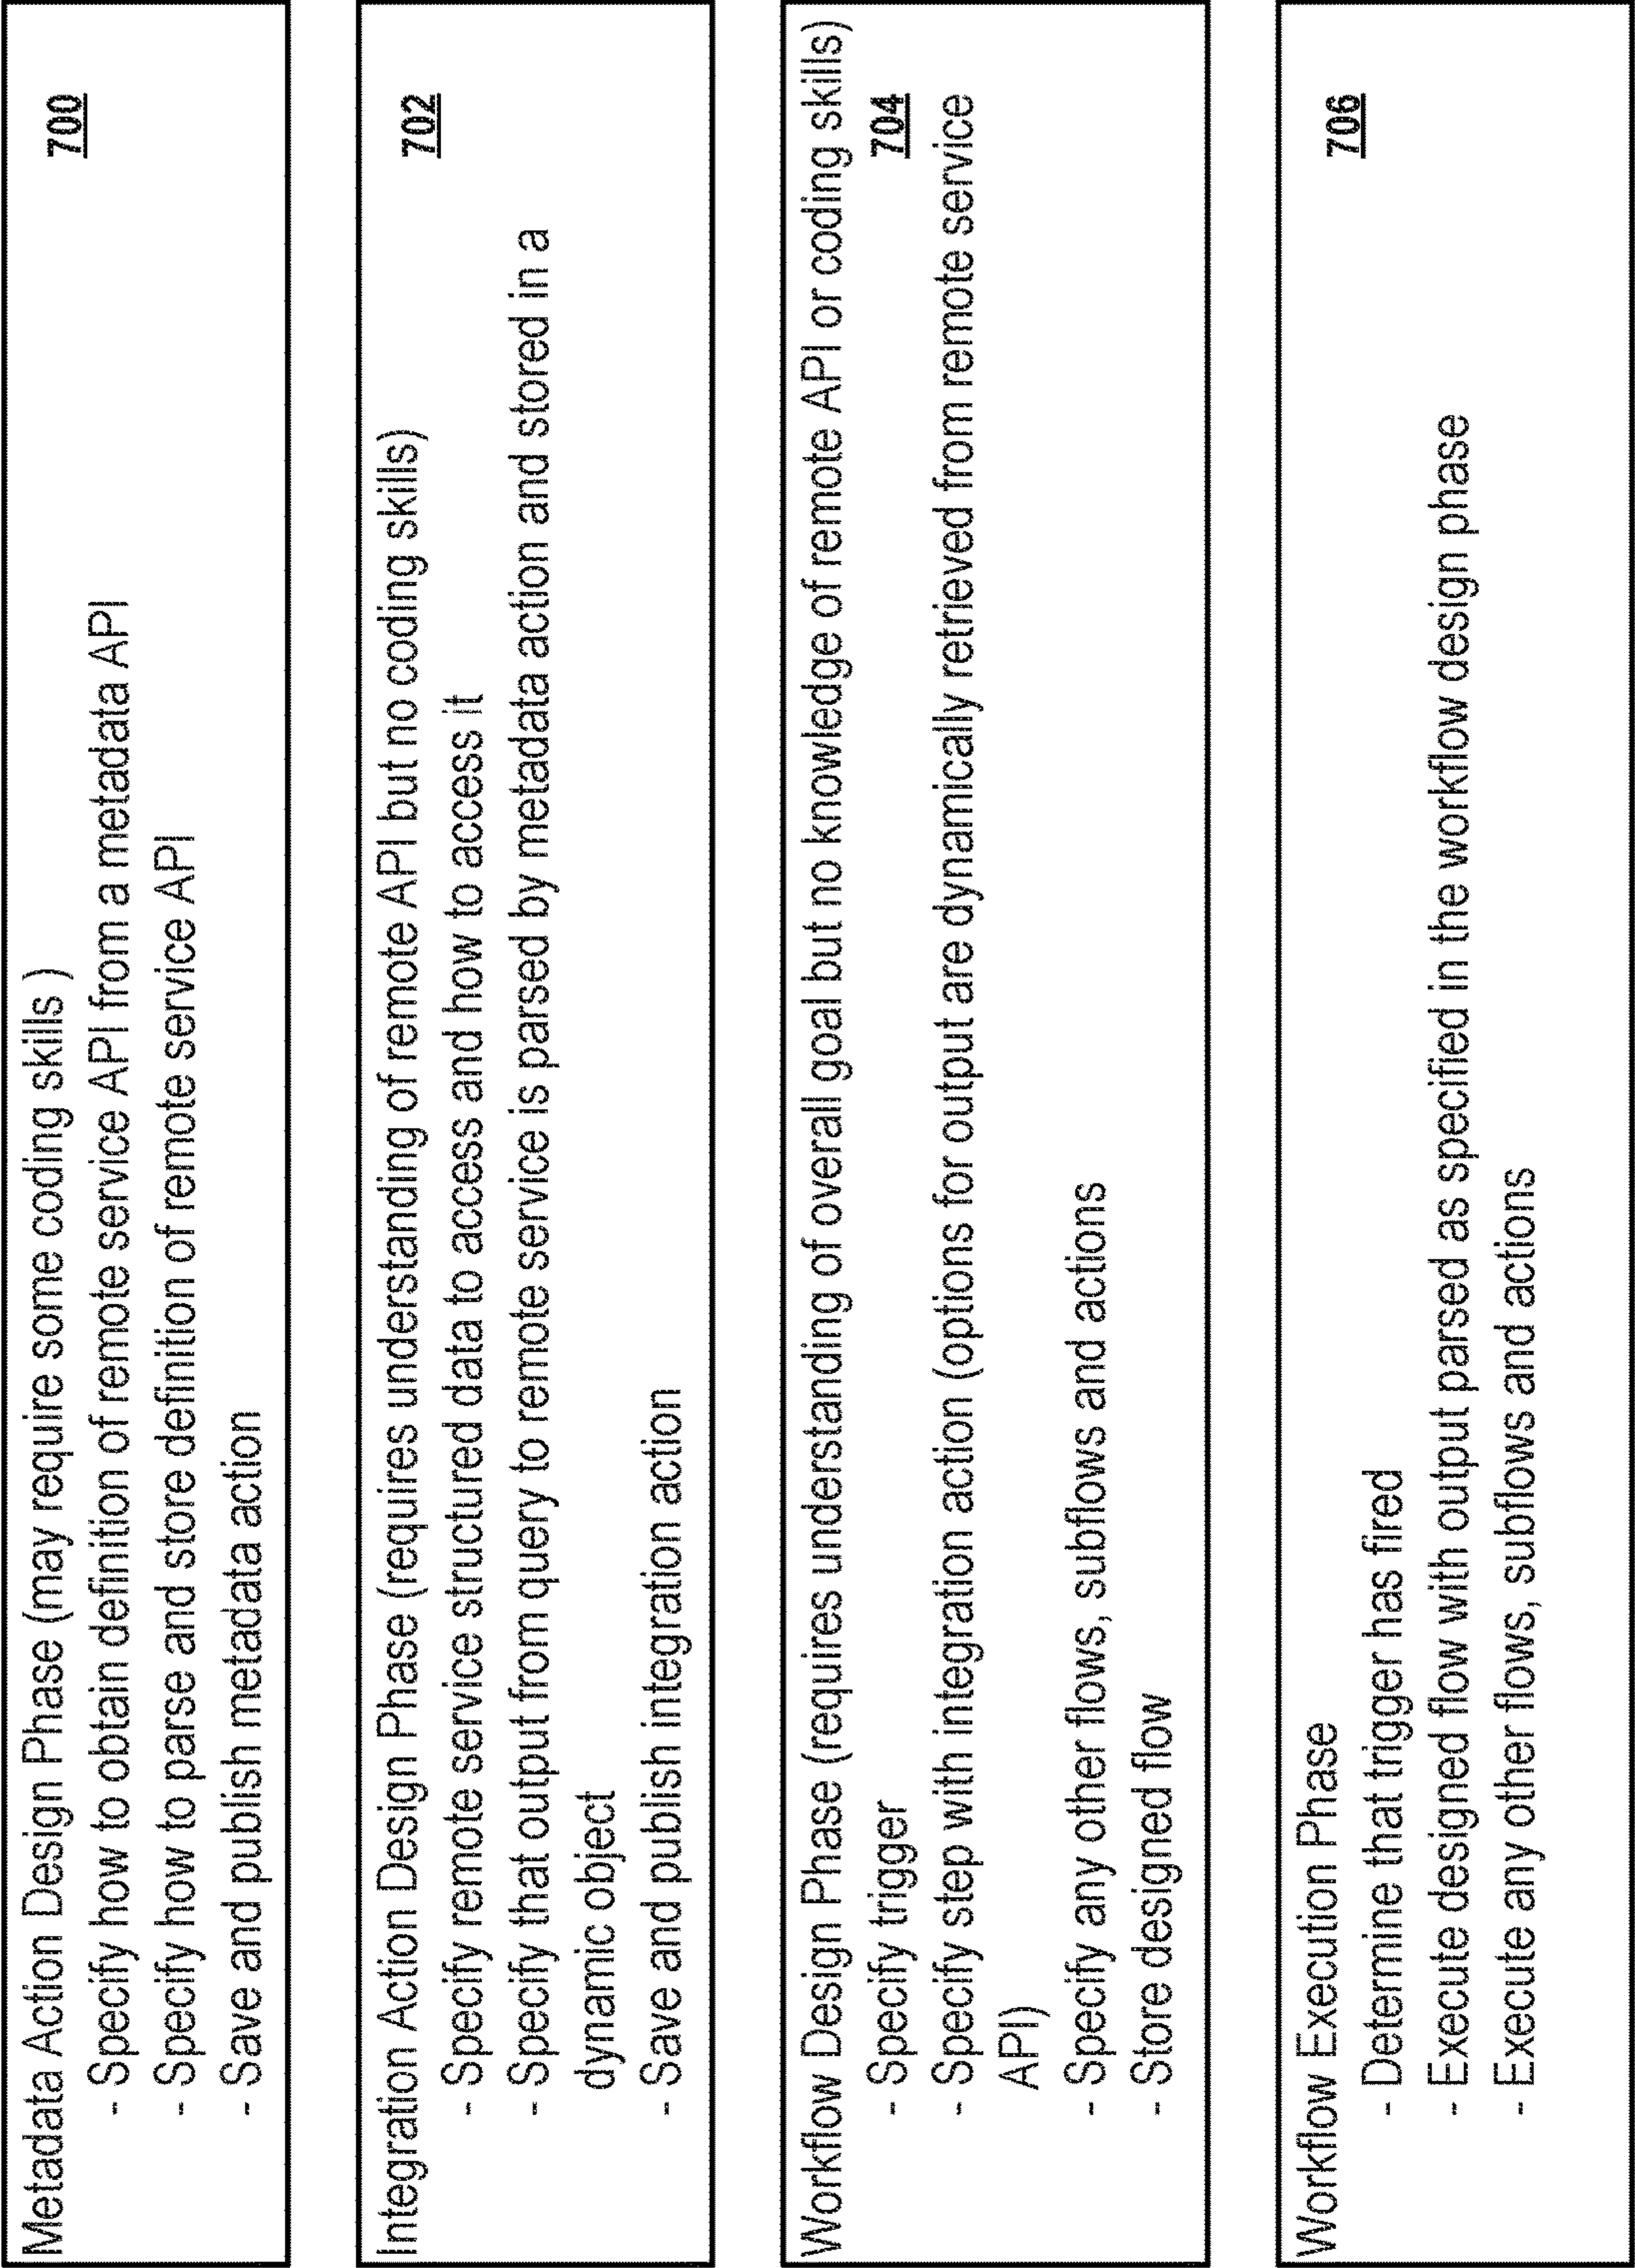 Metadata Action Design Phase (may require some coding skills )
700
- Specify how to obtain definition of remote service API from a metadata API
- Specify how to parse and store definition of remote service API
- Save and publish metadata action
Integration Action Design Phase (requires understanding of remote API but no coding skills)
702
- Specify remote service structured data to access and how to access it
- Specify that output from query to remote service is parsed by metadata action and stored in a
dynamic object
- Save and publish integration action
Workflow Design Phase (requires understanding of overall goal but no knowledge of remote API or coding skills)
- Specify trigger
704
- Specify step with integration action (options for output are dynamically retrieved from remote service
API)
- Specify any other flows, subflows and actions
- Store designed flow
Workflow Execution Phase
706
- Determine that trigger has fired
- Execute designed flow with output parsed as specified in the workflow design phase
- Execute any other flows, subflows and actions